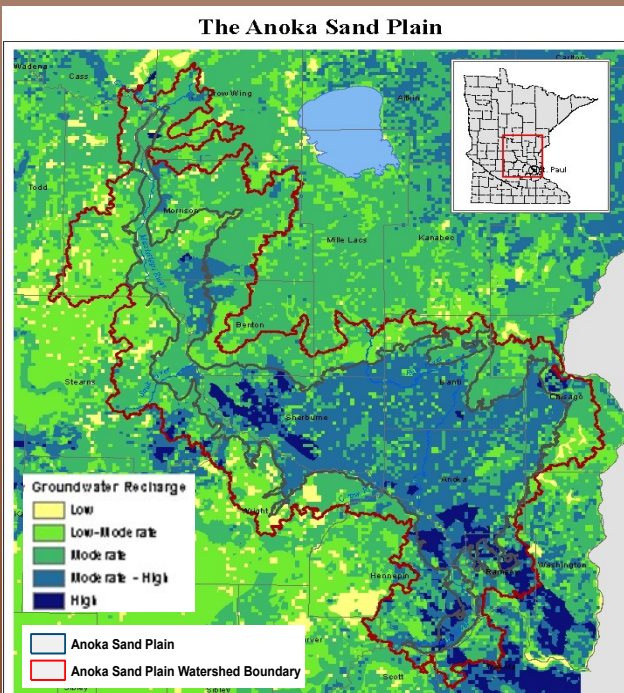 The Anoka Sand Plain
Wadena
Cass
Crow Wing
Aitkin
Carlton
St. Paul
Todd
Morrison
Mille Lacs
Kanabec
Benton
Stearns
Isanti
Chisago
Sherburne
Anoka
Wright
Hennepin
Ramsey
Washington
Scott
Sibley
Sibley
Groundwater Recharge
Low
Low-Moderate
Moderate
Moderate - High
High
Anoka Sand Plain
Anoka Sand Plain Watershed Boundary